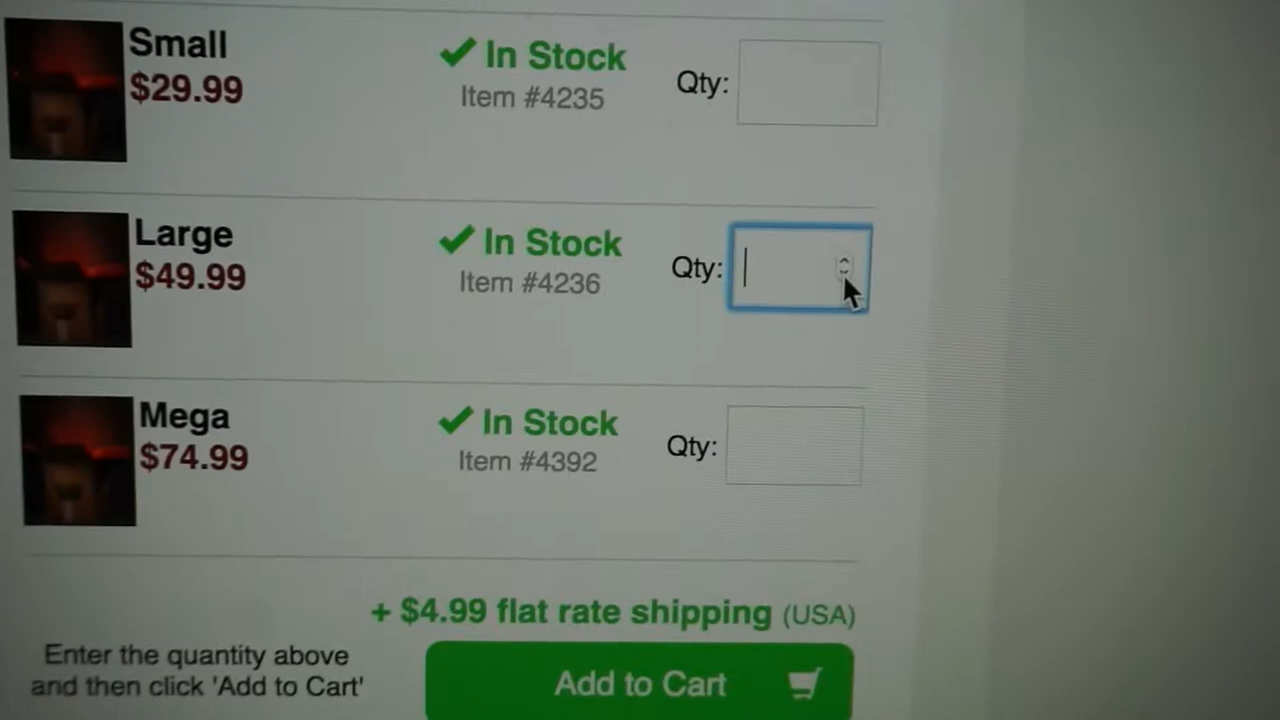 Small
$29.99
In Stock
Item #4235
Qty:
Large
$49.99
In Stock
Item #4236
Qty:
Mega
$74.99
In Stock
Item #4392
Qty:
+ $4.99 flat rate shipping (USA)
Enter the quantity above
and then click 'Add to Cart'
Add to Cart